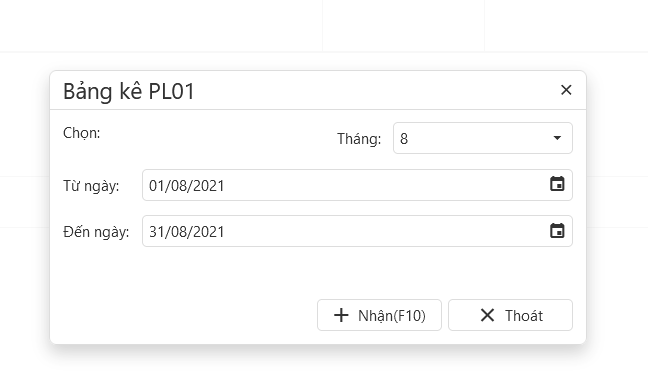 Bảng kê PL01
Chọn:
Tháng: 8
Từ ngày: 01/08/2021
Đến ngày: 31/08/2021
Nhận(F10) Thoát